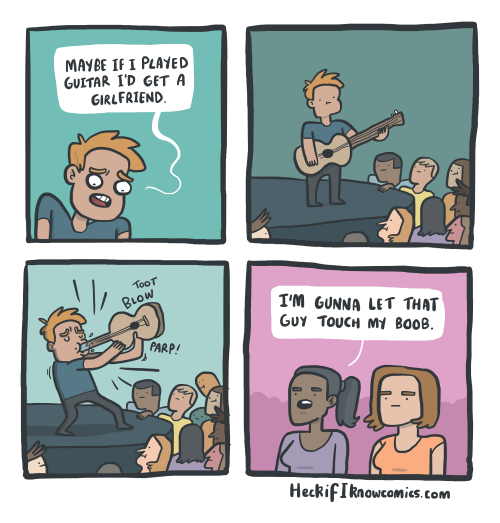 MAYBE IF I PLAYED
GUITAR I'D GET A
GIRLFRIEND.
TOOT
BLOW
PARP!
I'M GUNNA LET THAT
GUY TOUCH MY BOOB.
HeckifIknowcomics.com